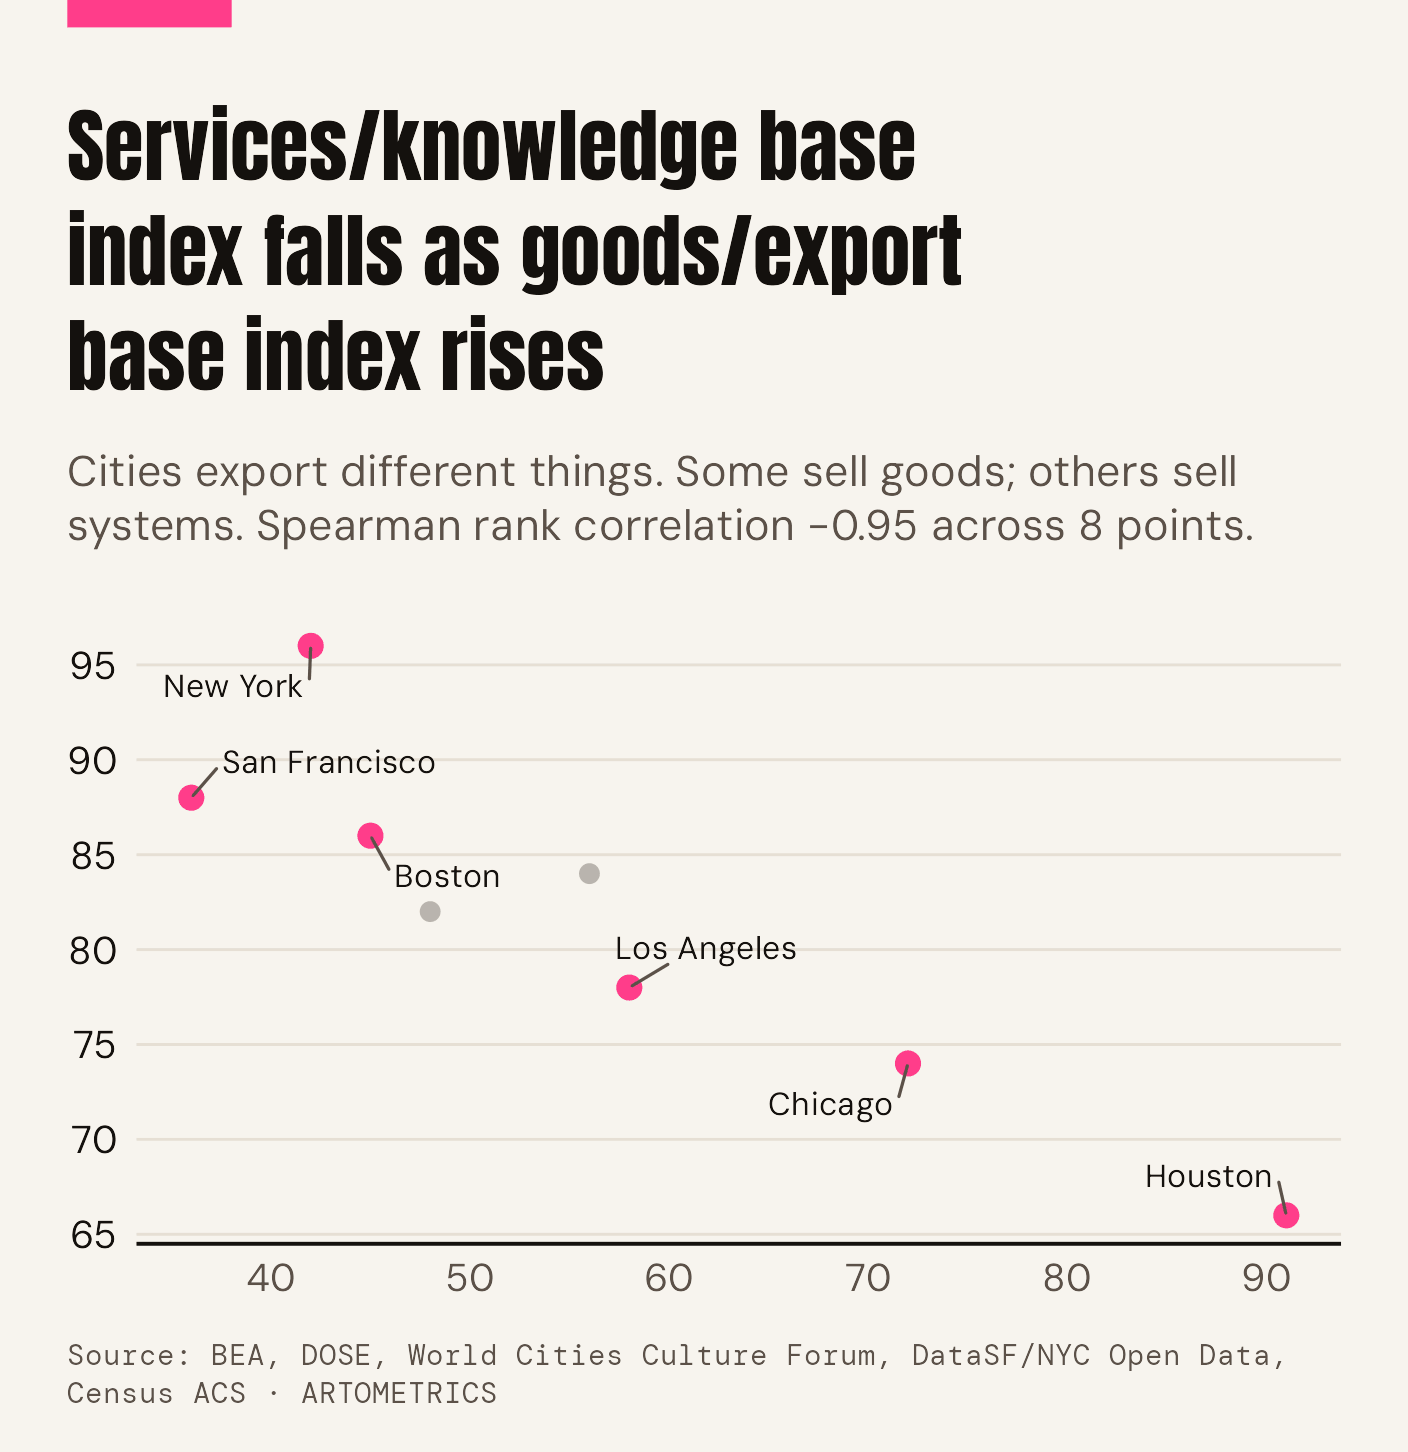 Services/knowledge base
index falls as goods/export
base index rises
Cities export different things. Some sell goods; others sell
systems. Spearman rank correlation −0.95 across 8 points.
95
New York
90
San Francisco
85
Boston
80
Los Angeles
75
Chicago
70
Houston
65
40 50 60 70 80 90
Source: BEA, DOSE, World Cities Culture Forum, DataSF/NYC Open Data,
Census ACS · ARTOMETRICS